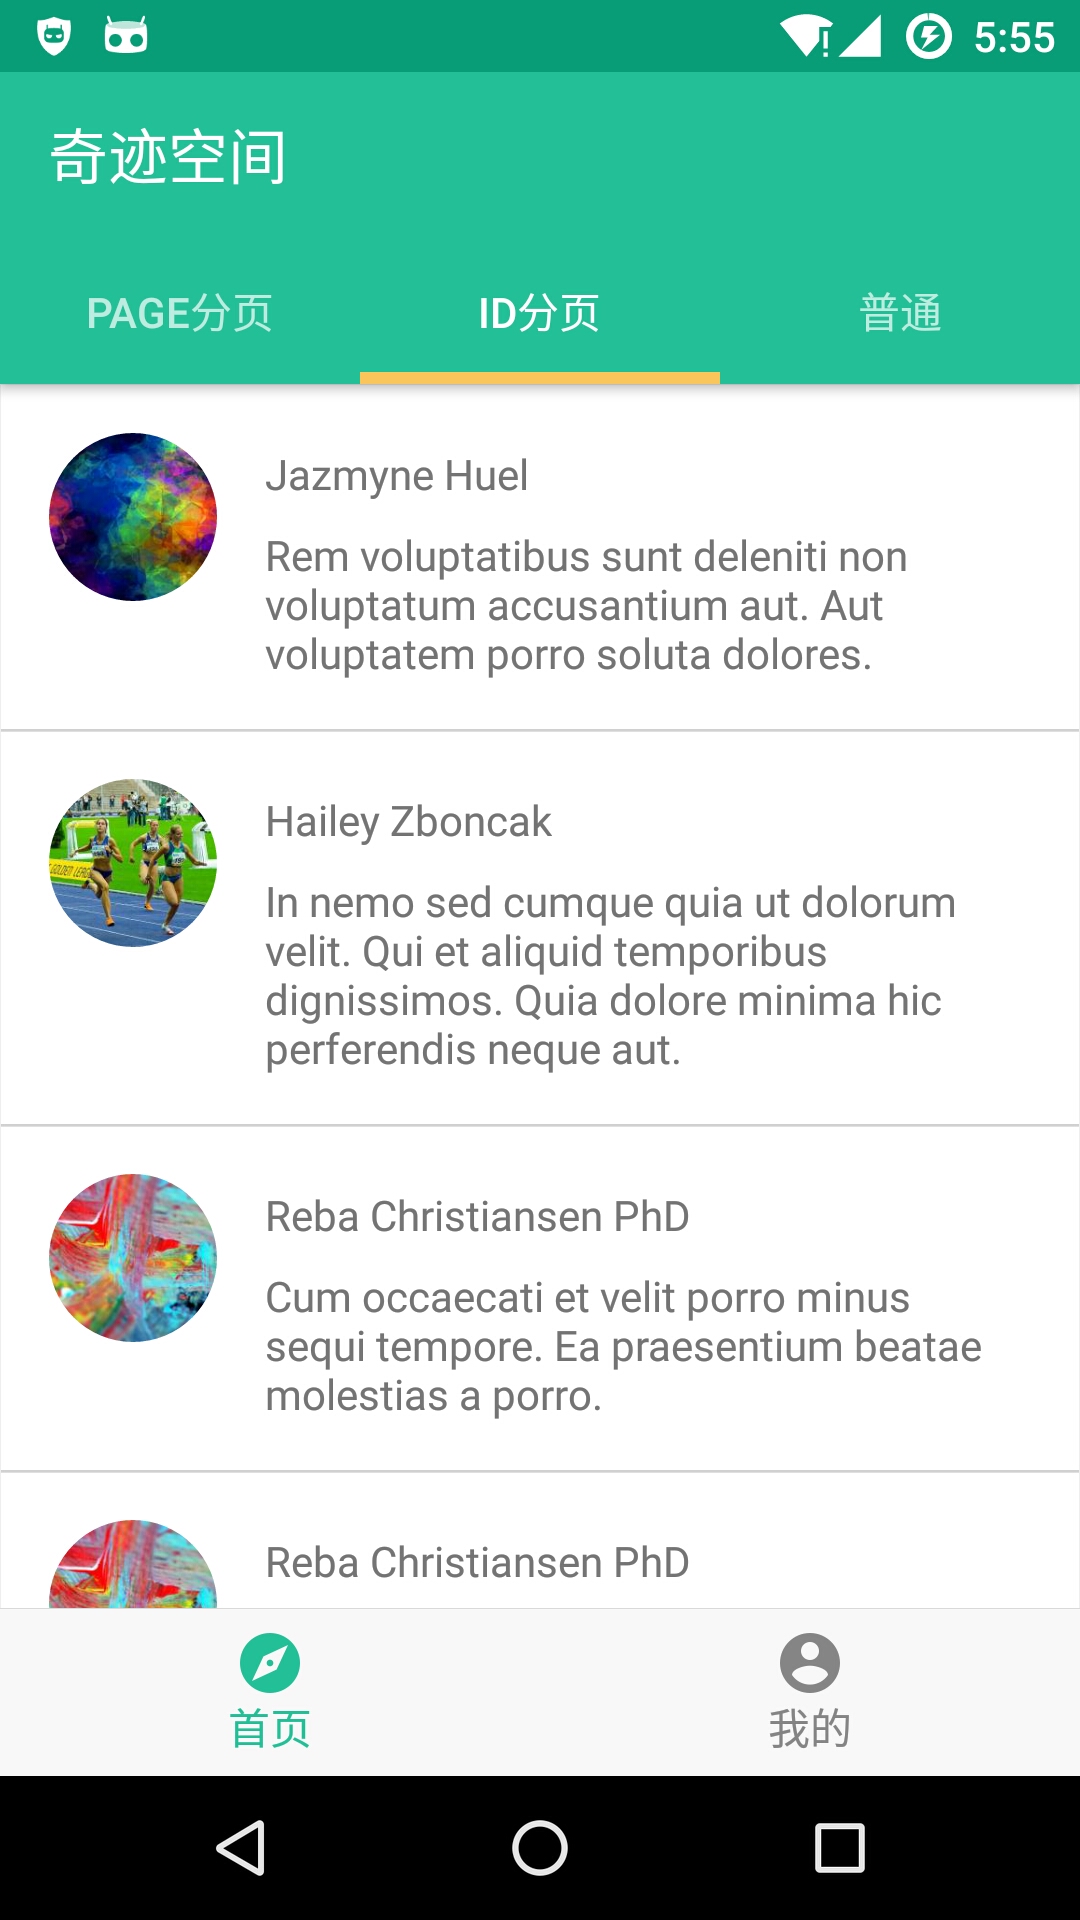 5:55
奇迹空间
PAGE分页
ID分页
普通
Jazmyne Huel
Rem voluptatibus sunt deleniti non
voluptatum accusantium aut. Aut
voluptatem porro soluta dolores.
Hailey Zboncak
In nemo sed cumque quia ut dolorum
velit. Qui et aliquid temporibus
dignissimos. Quia dolore minima hic
perferendis neque aut.
Reba Christiansen PhD
Cum occaecati et velit porro minus
sequi tempore. Ea praesentium beatae
molestias a porro.
Reba Christiansen PhD
首页
我的